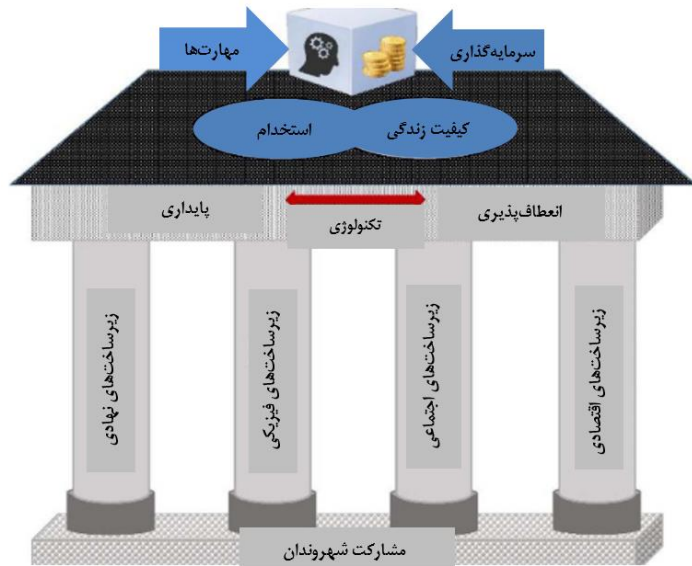 سرمایه‌گذاری
مهارت‌ها
کیفیت زندگی
استخدام
انعطاف‌پذیری
تکنولوژی
پایداری
زیرساخت‌های اقتصادی
زیرساخت‌های اجتماعی
زیرساخت‌های فیزیکی
زیرساخت‌های نهادی
مشارکت شهروندان